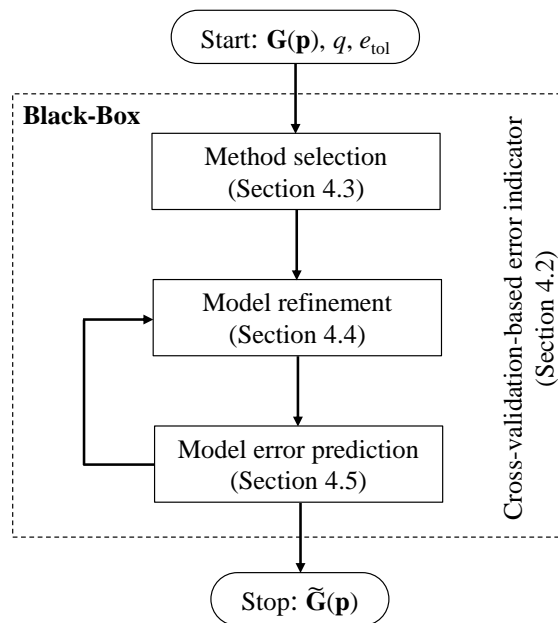 Start: G(p), q, e_tol
Black-Box
Method selection
(Section 4.3)
Model refinement
(Section 4.4)
Model error prediction
(Section 4.5)
Cross-validation-based error indicator
(Section 4.2)
Stop: G̃(p)